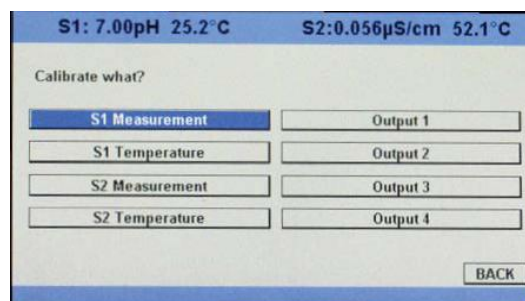 S1: 7.00pH 25.2°C S2:0.056µS/cm 52.1°C
Calibrate what?
S1 Measurement Output 1
S1 Temperature Output 2
S2 Measurement Output 3
S2 Temperature Output 4
BACK